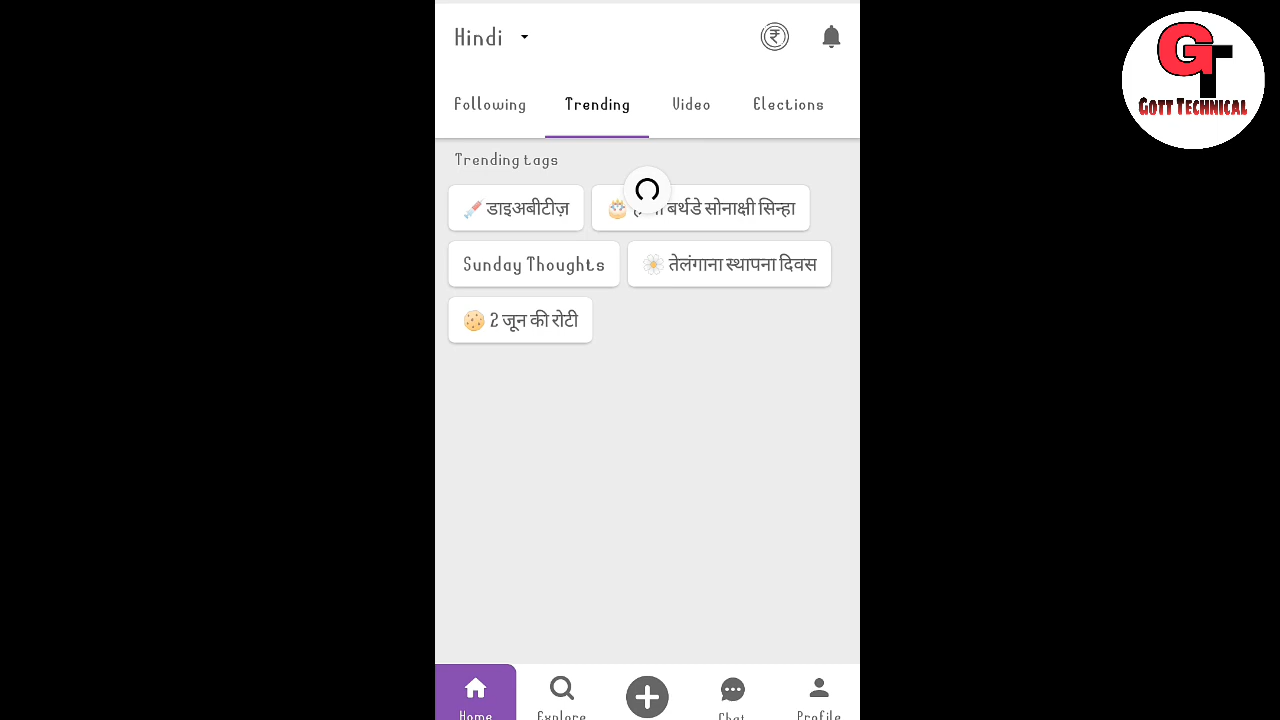 Hindi
Following Trending Video Elections
Trending tags
डाइअबीटीज़ बर्थडे सोनाक्षी सिन्हा
Sunday Thoughts तेलंगाना स्थापना दिवस
2 जून की रोटी
Home Explore Chat Profile
GT
GOTT TECHNICAL